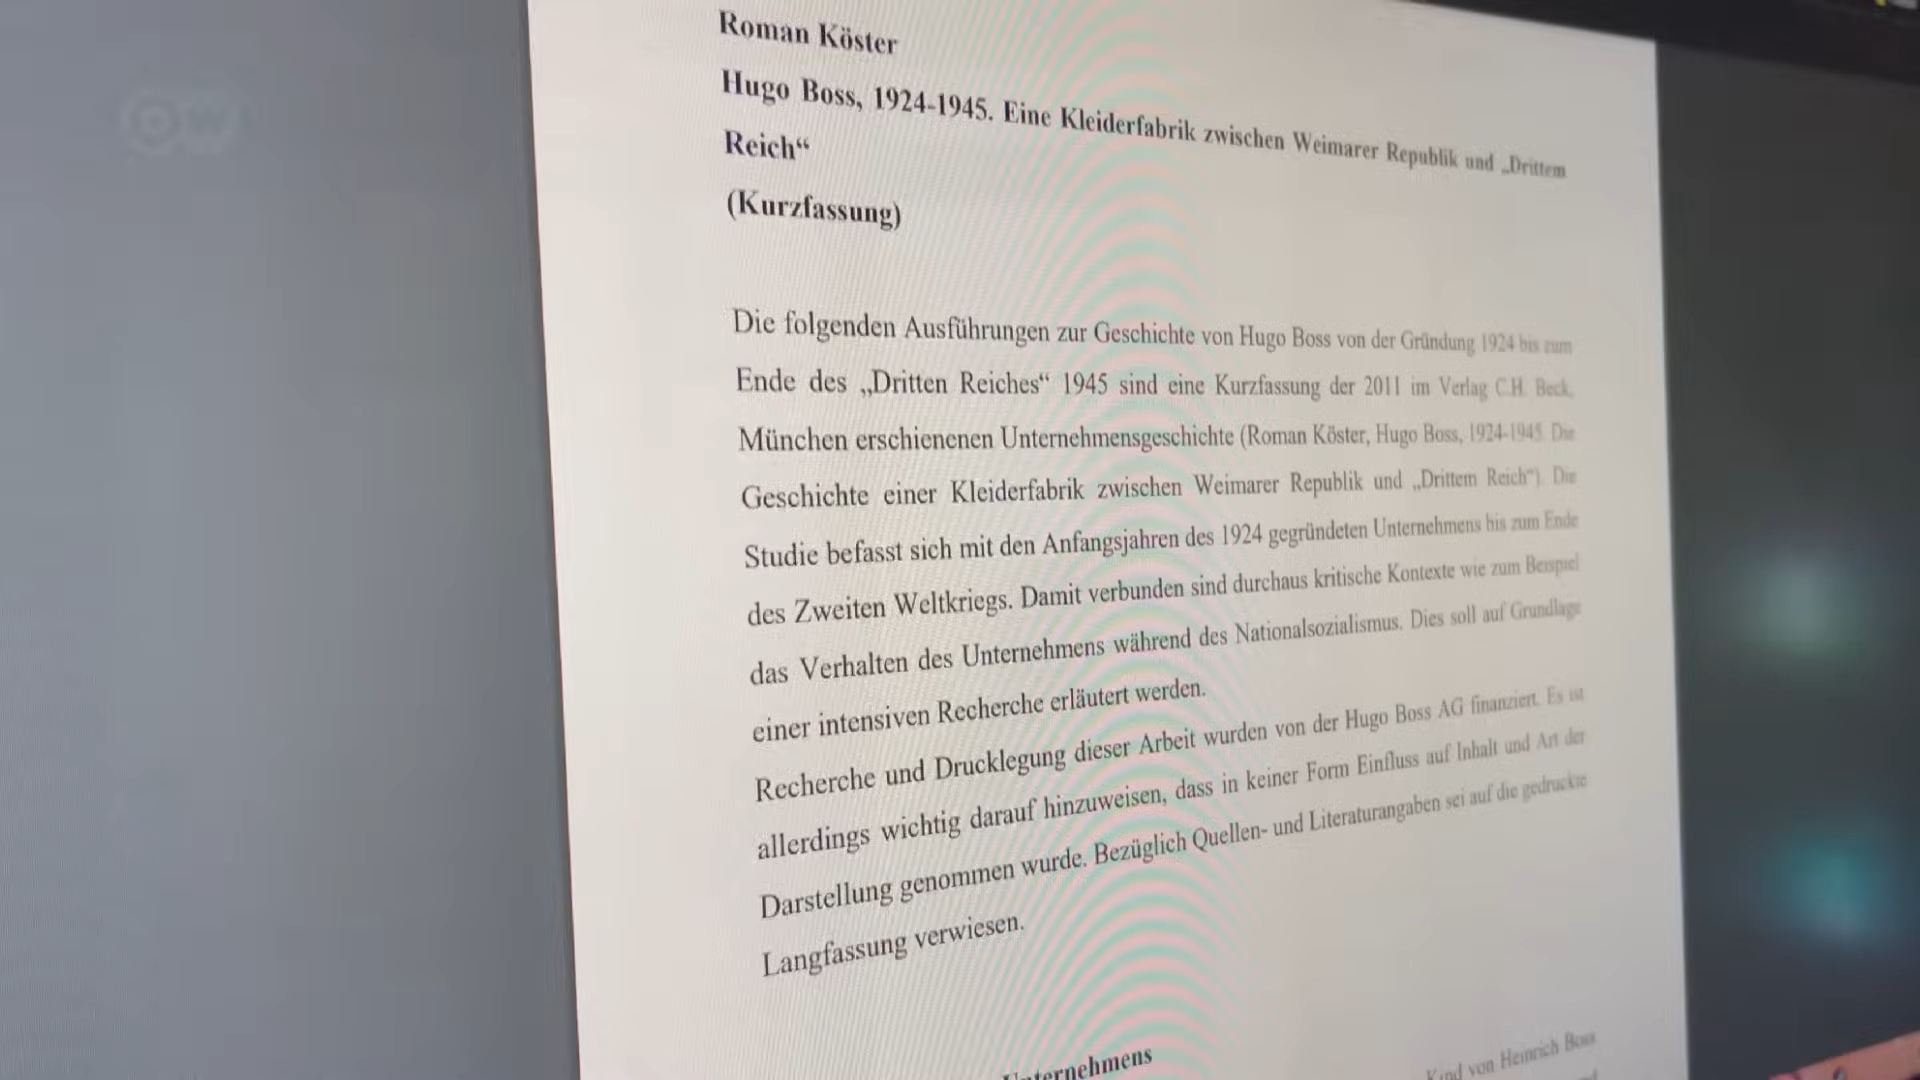 DW
Roman Köster
Hugo Boss, 1924-1945. Eine Kleiderfabrik zwischen Weimarer Republik und „Drittem
Reich“
(Kurzfassung)
Die folgenden Ausführungen zur Geschichte von Hugo Boss von der Gründung 1924 bis zum
Ende des „Dritten Reiches“ 1945 sind eine Kurzfassung der 2011 im Verlag C.H. Beck,
München erschienenen Unternehmensgeschichte (Roman Köster, Hugo Boss, 1924-1945. Die
Geschichte einer Kleiderfabrik zwischen Weimarer Republik und „Drittem Reich“). Die
Studie befasst sich mit den Anfangsjahren des 1924 gegründeten Unternehmens bis zum Ende
des Zweiten Weltkriegs. Damit verbunden sind durchaus kritische Kontexte wie zum Beispiel
das Verhalten des Unternehmens während des Nationalsozialismus. Dies soll auf Grundlage
einer intensiven Recherche erläutert werden.
Recherche und Drucklegung dieser Arbeit wurden von der Hugo Boss AG finanziert. Es ist
allerdings wichtig darauf hinzuweisen, dass in keiner Form Einfluss auf Inhalt und Art der
Darstellung genommen wurde. Bezüglich Quellen- und Literaturangaben sei auf die gedruckte
Langfassung verwiesen.
Unternehmens
Kind von Heinrich Boss